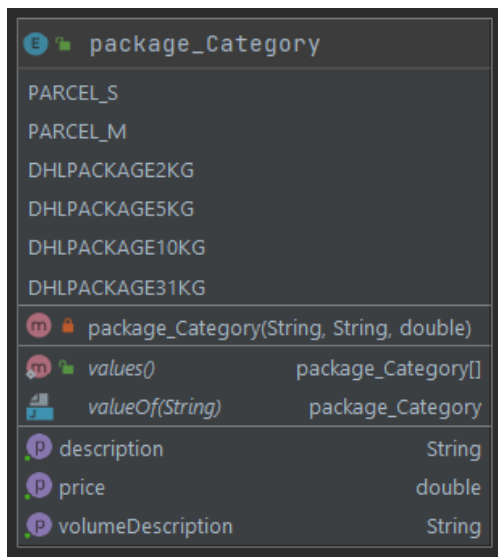 E package_Category
PARCEL_S
PARCEL_M
DHLPACKAGE2KG
DHLPACKAGE5KG
DHLPACKAGE10KG
DHLPACKAGE31KG
m package_Category(String, String, double)
m values() package_Category[]
J valueOf(String) package_Category
p description String
p price double
p volumeDescription String